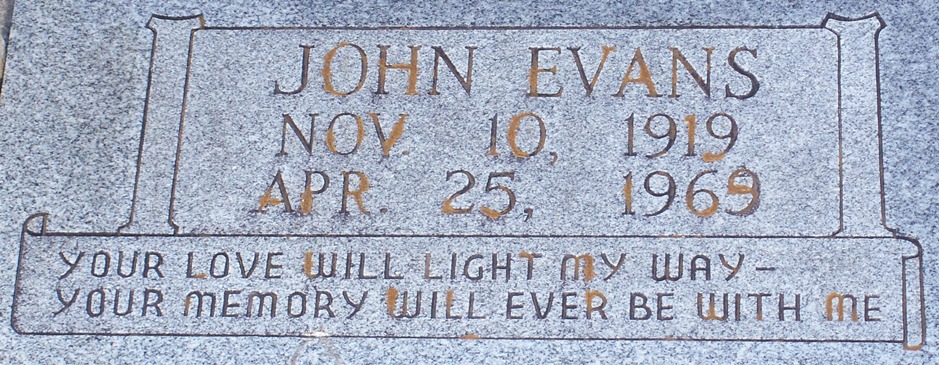 JOHN EVANS
NOV. 10, 1919
APR. 25, 1969
YOUR LOVE WILL LIGHT MY WAY—
YOUR MEMORY WILL EVER BE WITH ME